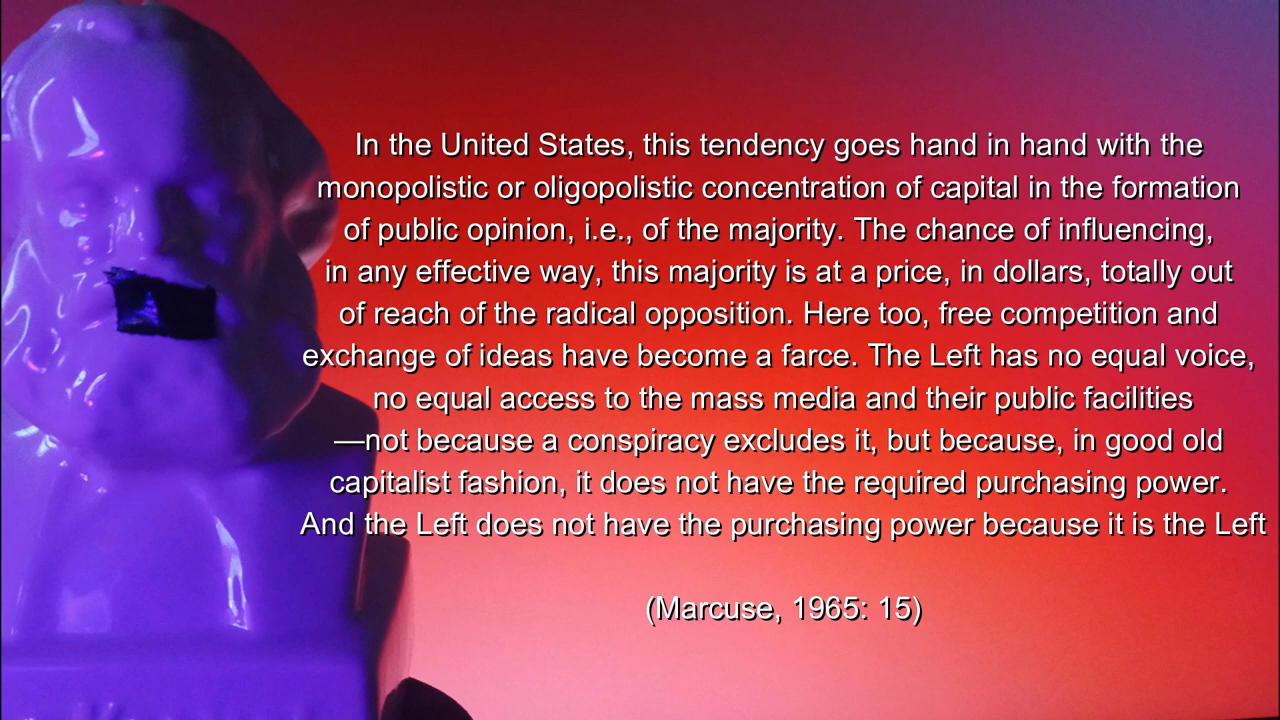 In the United States, this tendency goes hand in hand with the
monopolistic or oligopolistic concentration of capital in the formation
of public opinion, i.e., of the majority. The chance of influencing,
in any effective way, this majority is at a price, in dollars, totally out
of reach of the radical opposition. Here too, free competition and
exchange of ideas have become a farce. The Left has no equal voice,
no equal access to the mass media and their public facilities
—not because a conspiracy excludes it, but because, in good old
capitalist fashion, it does not have the required purchasing power.
And the Left does not have the purchasing power because it is the Left
(Marcuse, 1965: 15)